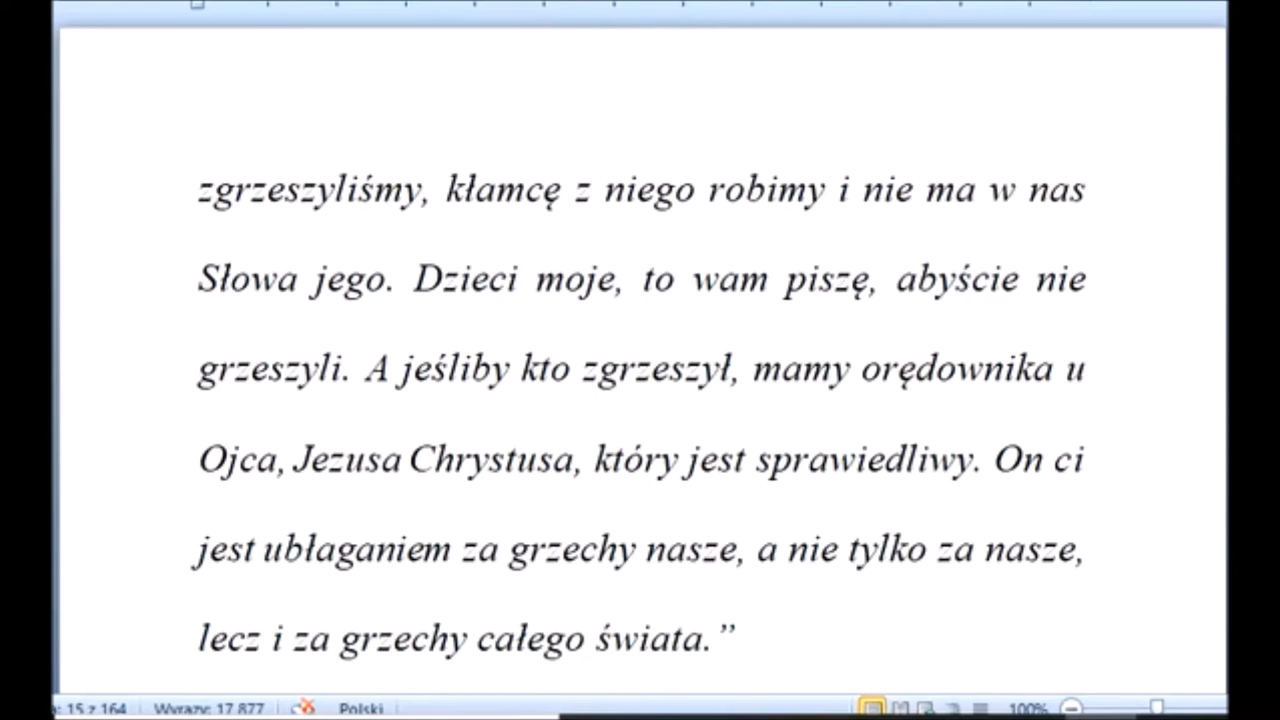 zgrzeszyliśmy, kłamcę z niego robimy i nie ma w nas
Słowa jego. Dzieci moje, to wam piszę, abyście nie
grzeszyli. A jeśliby kto zgrzeszył, mamy orędownika u
Ojca, Jezusa Chrystusa, który jest sprawiedliwy. On ci
jest ubłaganiem za grzechy nasze, a nie tylko za nasze,
lecz i za grzechy całego świata.”
: 15 z 164 Wyrazy: 17 877 Polski 100%